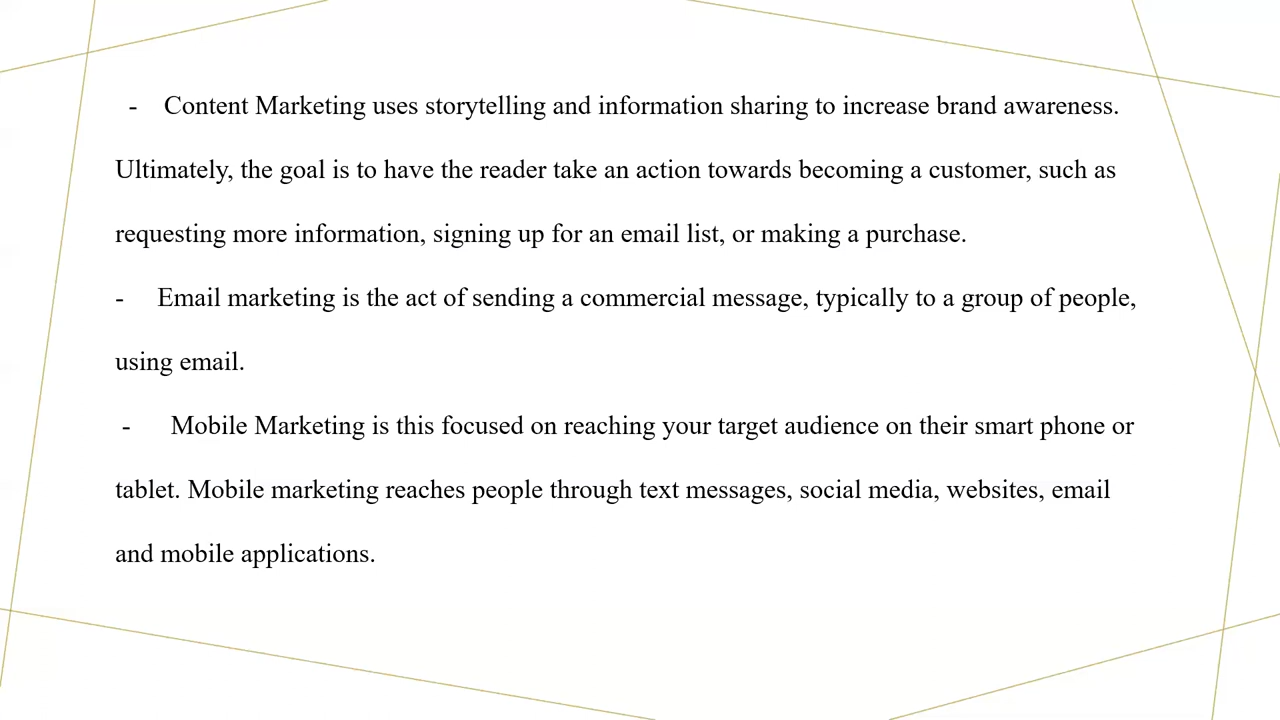 - Content Marketing uses storytelling and information sharing to increase brand awareness.
Ultimately, the goal is to have the reader take an action towards becoming a customer, such as
requesting more information, signing up for an email list, or making a purchase.
- Email marketing is the act of sending a commercial message, typically to a group of people,
using email.
- Mobile Marketing is this focused on reaching your target audience on their smart phone or
tablet. Mobile marketing reaches people through text messages, social media, websites, email
and mobile applications.